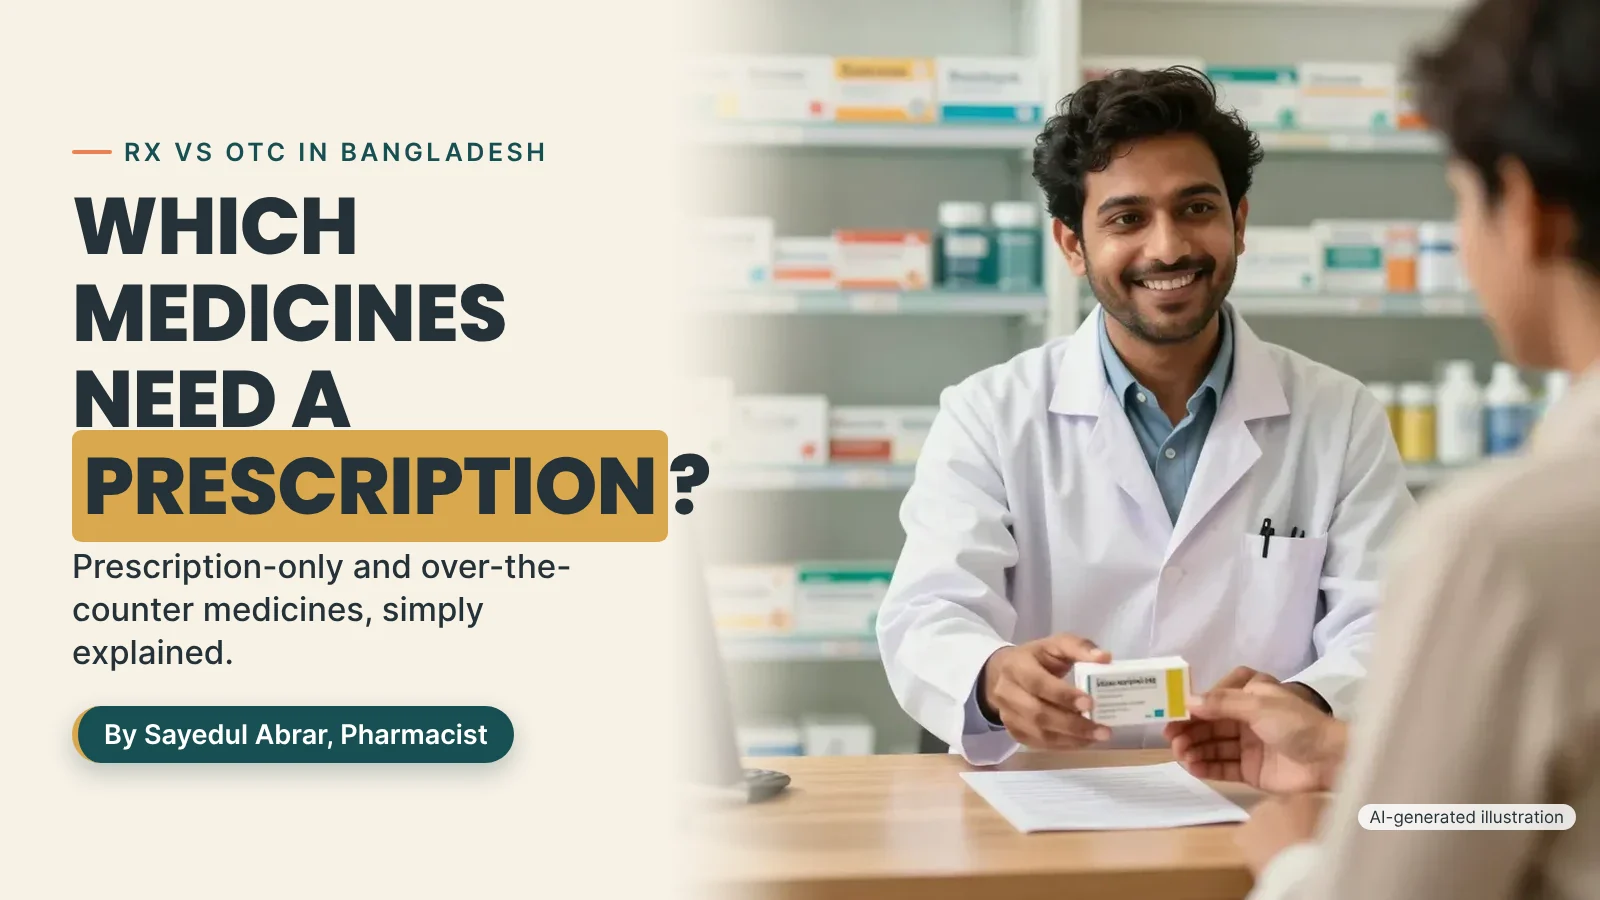 RX VS OTC IN BANGLADESH
WHICH
MEDICINES
NEED A
PRESCRIPTION?
Prescription-only and over-the-
counter medicines, simply
explained.
By Sayedul Abrar, Pharmacist
AI-generated illustration